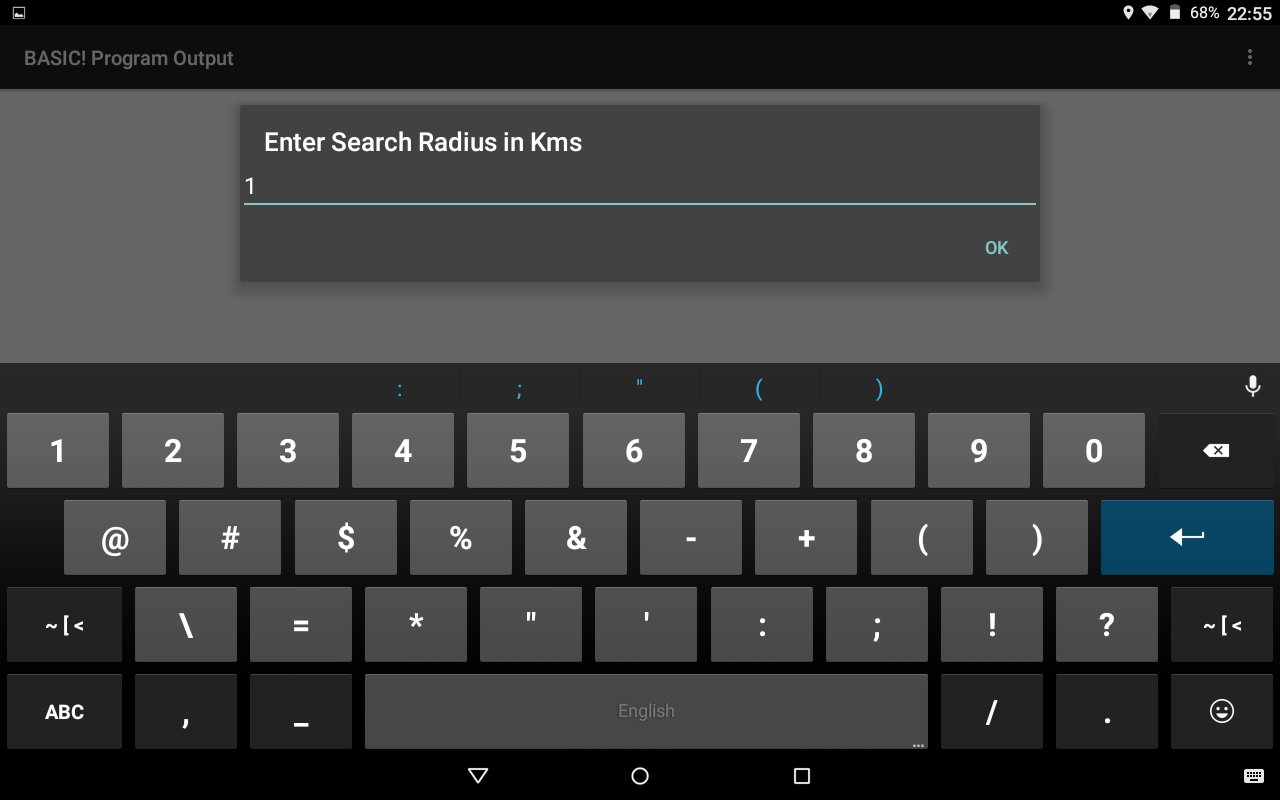 68% 22:55
BASIC! Program Output
Enter Search Radius in Kms
1
OK
: ; " ( )
1 2 3 4 5 6 7 8 9 0
@ # $ % & - + ( )
~ [ < \ = * " ' : ; ! ? ~ [ <
ABC , _ English / .